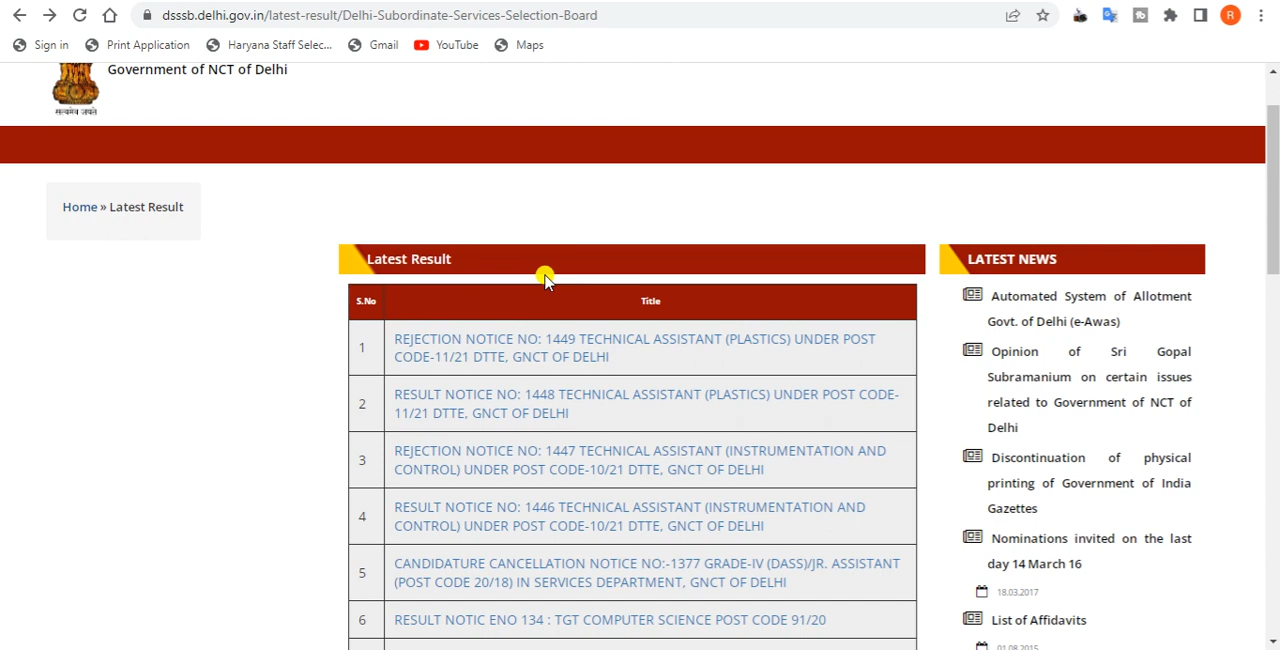 dsssb.delhi.gov.in/latest-result/Delhi-Subordinate-Services-Selection-Board
R
Sign in
Print Application
Haryana Staff Selec...
Gmail
YouTube
Maps
Government of NCT of Delhi
सत्यमेव जयते
Home » Latest Result
Latest Result
S.No
Title
1
REJECTION NOTICE NO: 1449 TECHNICAL ASSISTANT (PLASTICS) UNDER POST
CODE-11/21 DTTE, GNCT OF DELHI
2
RESULT NOTICE NO: 1448 TECHNICAL ASSISTANT (PLASTICS) UNDER POST CODE-
11/21 DTTE, GNCT OF DELHI
3
REJECTION NOTICE NO: 1447 TECHNICAL ASSISTANT (INSTRUMENTATION AND
CONTROL) UNDER POST CODE-10/21 DTTE, GNCT OF DELHI
4
RESULT NOTICE NO: 1446 TECHNICAL ASSISTANT (INSTRUMENTATION AND
CONTROL) UNDER POST CODE-10/21 DTTE, GNCT OF DELHI
5
CANDIDATURE CANCELLATION NOTICE NO:-1377 GRADE-IV (DASS)/JR. ASSISTANT
(POST CODE 20/18) IN SERVICES DEPARTMENT, GNCT OF DELHI
6
RESULT NOTIC ENO 134 : TGT COMPUTER SCIENCE POST CODE 91/20
LATEST NEWS
Automated System of Allotment
Govt. of Delhi (e-Awas)
Opinion of Sri Gopal
Subramanium on certain issues
related to Government of NCT of
Delhi
Discontinuation of physical
printing of Government of India
Gazettes
Nominations invited on the last
day 14 March 16
18.03.2017
List of Affidavits
01.08.2015